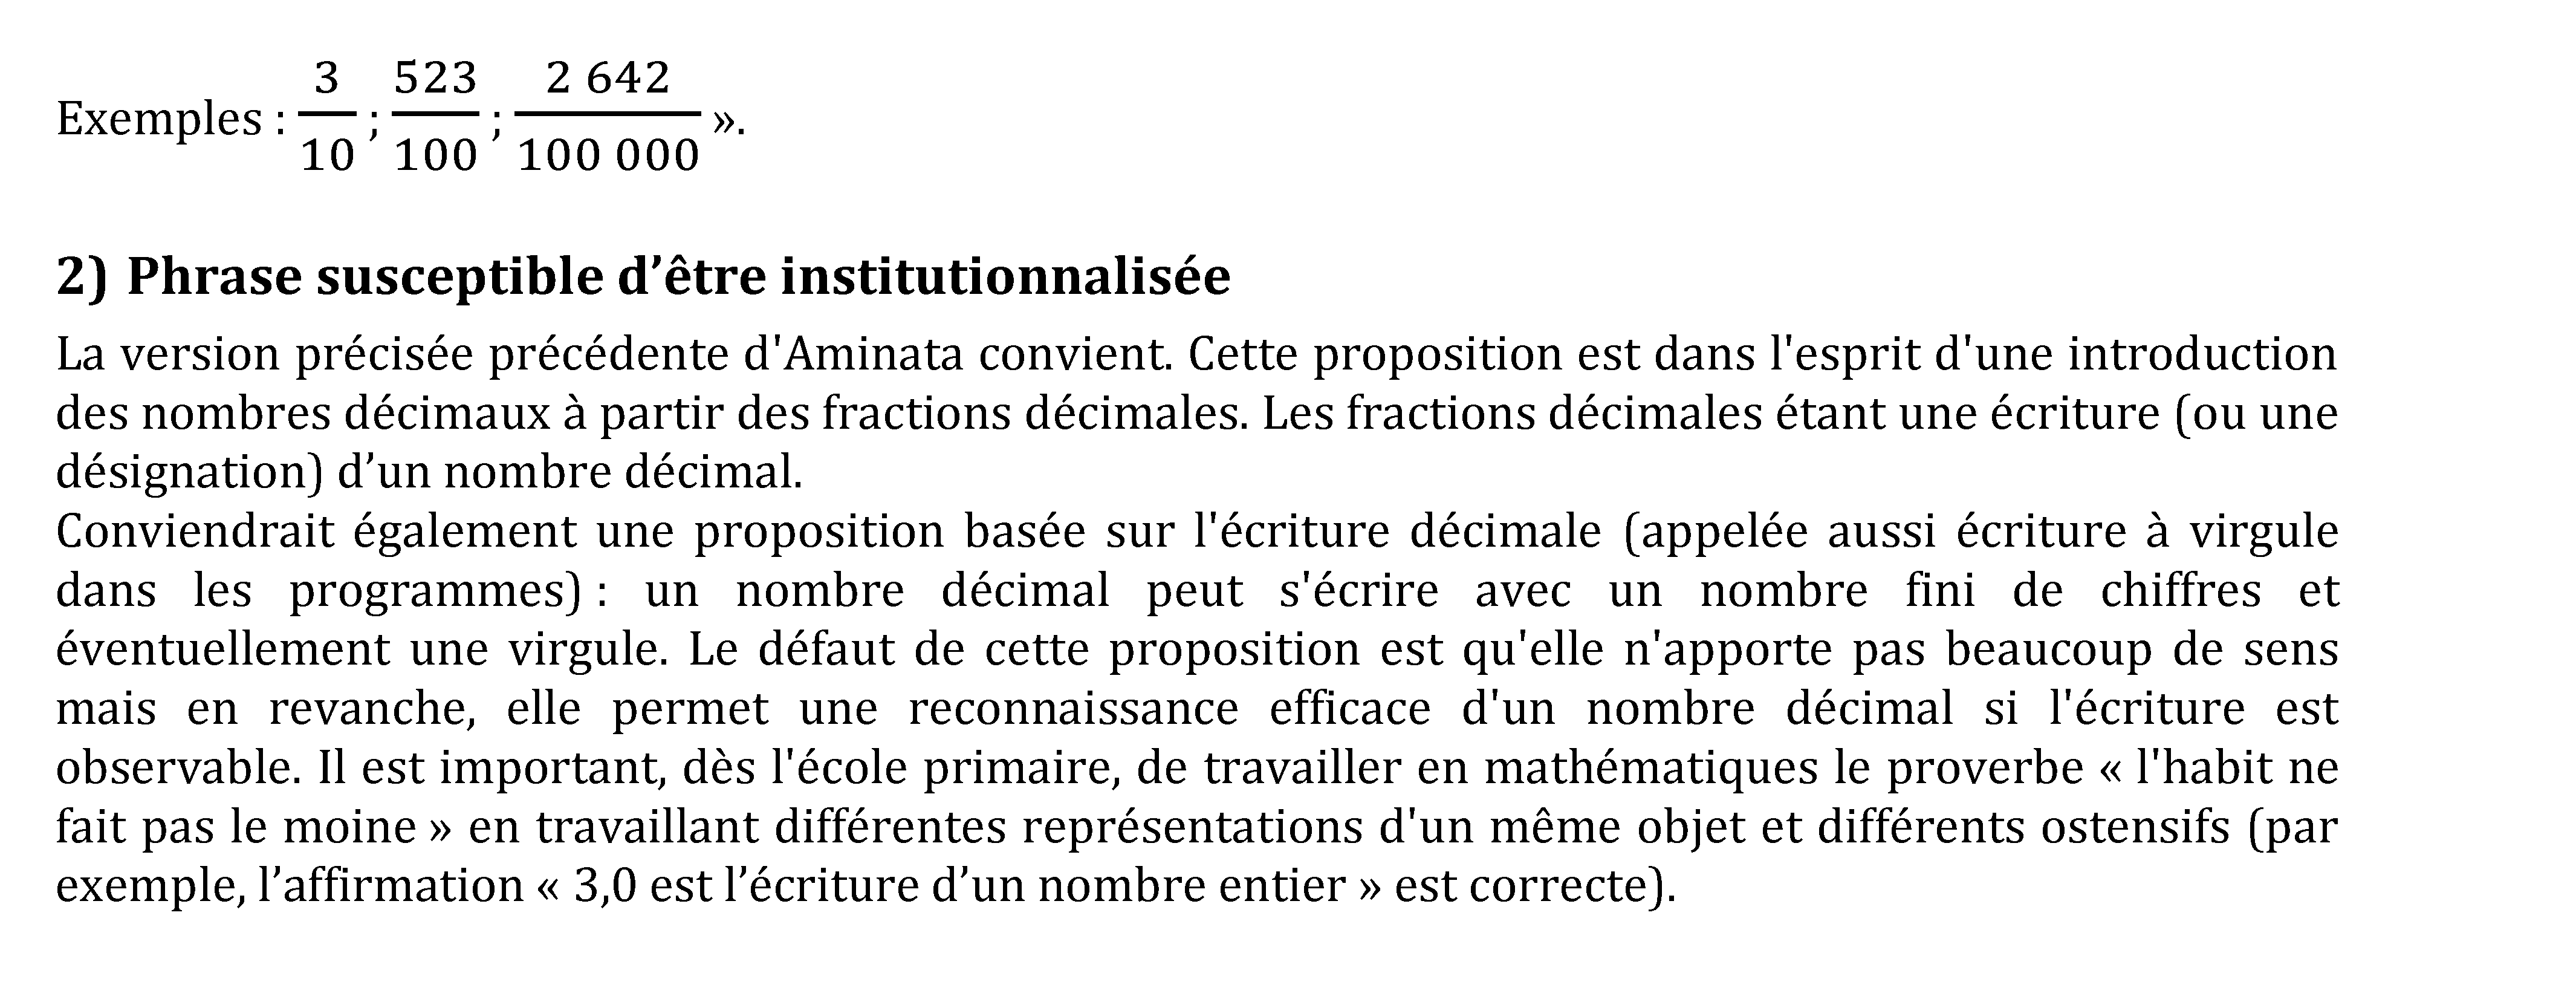 Exemples : 3/10 ; 523/100 ; 2 642/100 000 ».
2) Phrase susceptible d’être institutionnalisée
La version précisée précédente d'Aminata convient. Cette proposition est dans l'esprit d'une introduction
des nombres décimaux à partir des fractions décimales. Les fractions décimales étant une écriture (ou une
désignation) d’un nombre décimal.
Conviendrait également une proposition basée sur l'écriture décimale (appelée aussi écriture à virgule
dans les programmes) : un nombre décimal peut s'écrire avec un nombre fini de chiffres et
éventuellement une virgule. Le défaut de cette proposition est qu'elle n'apporte pas beaucoup de sens
mais en revanche, elle permet une reconnaissance efficace d'un nombre décimal si l'écriture est
observable. Il est important, dès l'école primaire, de travailler en mathématiques le proverbe « l'habit ne
fait pas le moine » en travaillant différentes représentations d'un même objet et différents ostensifs (par
exemple, l’affirmation « 3,0 est l’écriture d’un nombre entier » est correcte).